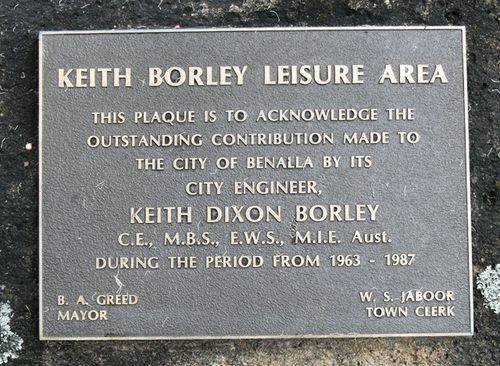 KEITH BORLEY LEISURE AREA
THIS PLAQUE IS TO ACKNOWLEDGE THE
OUTSTANDING CONTRIBUTION MADE TO
THE CITY OF BENALLA BY ITS
CITY ENGINEER,
KEITH DIXON BORLEY
C.E., M.B.S., E.W.S., M.I.E. Aust.
DURING THE PERIOD FROM 1963 - 1987
B. A. GREED
MAYOR
W. S. JABOOR
TOWN CLERK